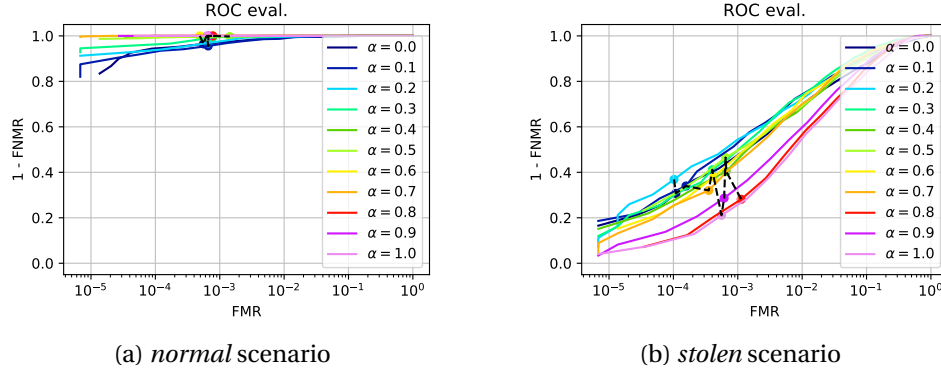 ROC eval.
1 - FNMR
1.0
0.8
0.6
0.4
0.2
0.0
α = 0.0
α = 0.1
α = 0.2
α = 0.3
α = 0.4
α = 0.5
α = 0.6
α = 0.7
α = 0.8
α = 0.9
α = 1.0
10⁻⁵ 10⁻⁴ 10⁻³ 10⁻² 10⁻¹ 10⁰
FMR
(a) normal scenario
ROC eval.
1 - FNMR
1.0
0.8
0.6
0.4
0.2
0.0
α = 0.0
α = 0.1
α = 0.2
α = 0.3
α = 0.4
α = 0.5
α = 0.6
α = 0.7
α = 0.8
α = 0.9
α = 1.0
10⁻⁵ 10⁻⁴ 10⁻³ 10⁻² 10⁻¹ 10⁰
FMR
(b) stolen scenario